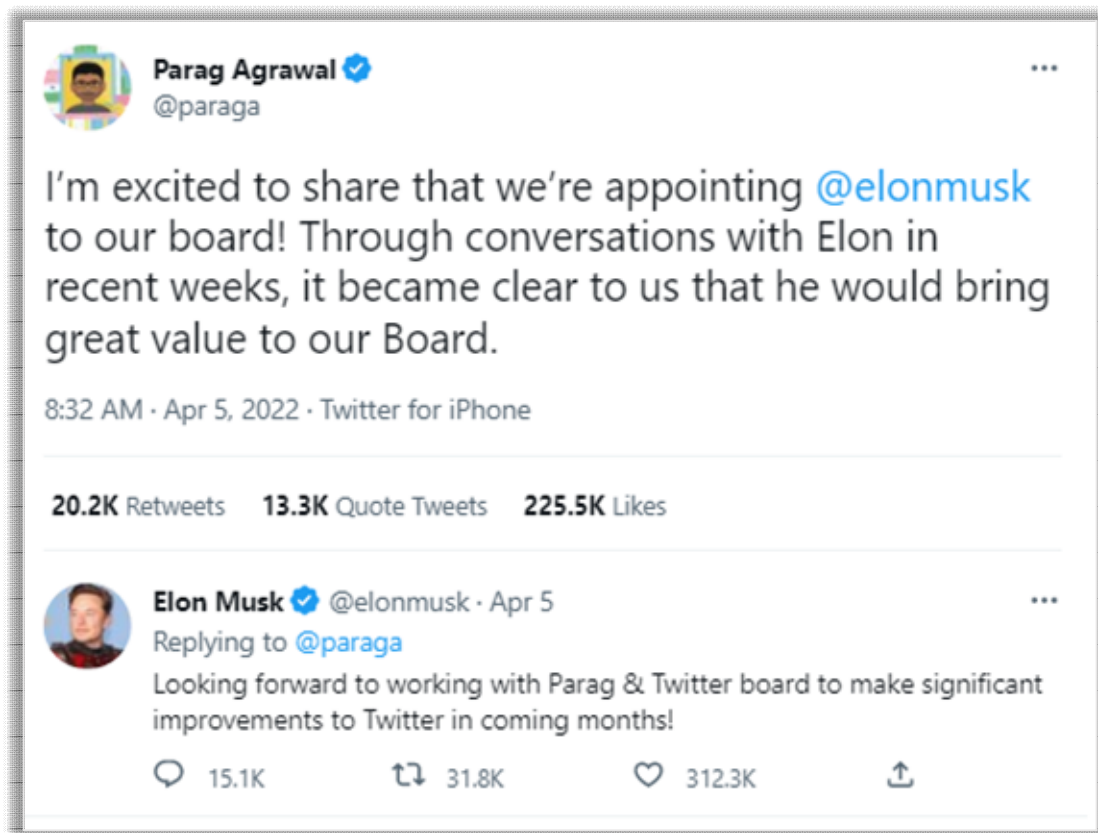 Parag Agrawal
@paraga
I'm excited to share that we're appointing @elonmusk
to our board! Through conversations with Elon in
recent weeks, it became clear to us that he would bring
great value to our Board.
8:32 AM · Apr 5, 2022 · Twitter for iPhone
20.2K Retweets 13.3K Quote Tweets 225.5K Likes
Elon Musk @elonmusk · Apr 5
Replying to @paraga
Looking forward to working with Parag & Twitter board to make significant
improvements to Twitter in coming months!
15.1K 31.8K 312.3K